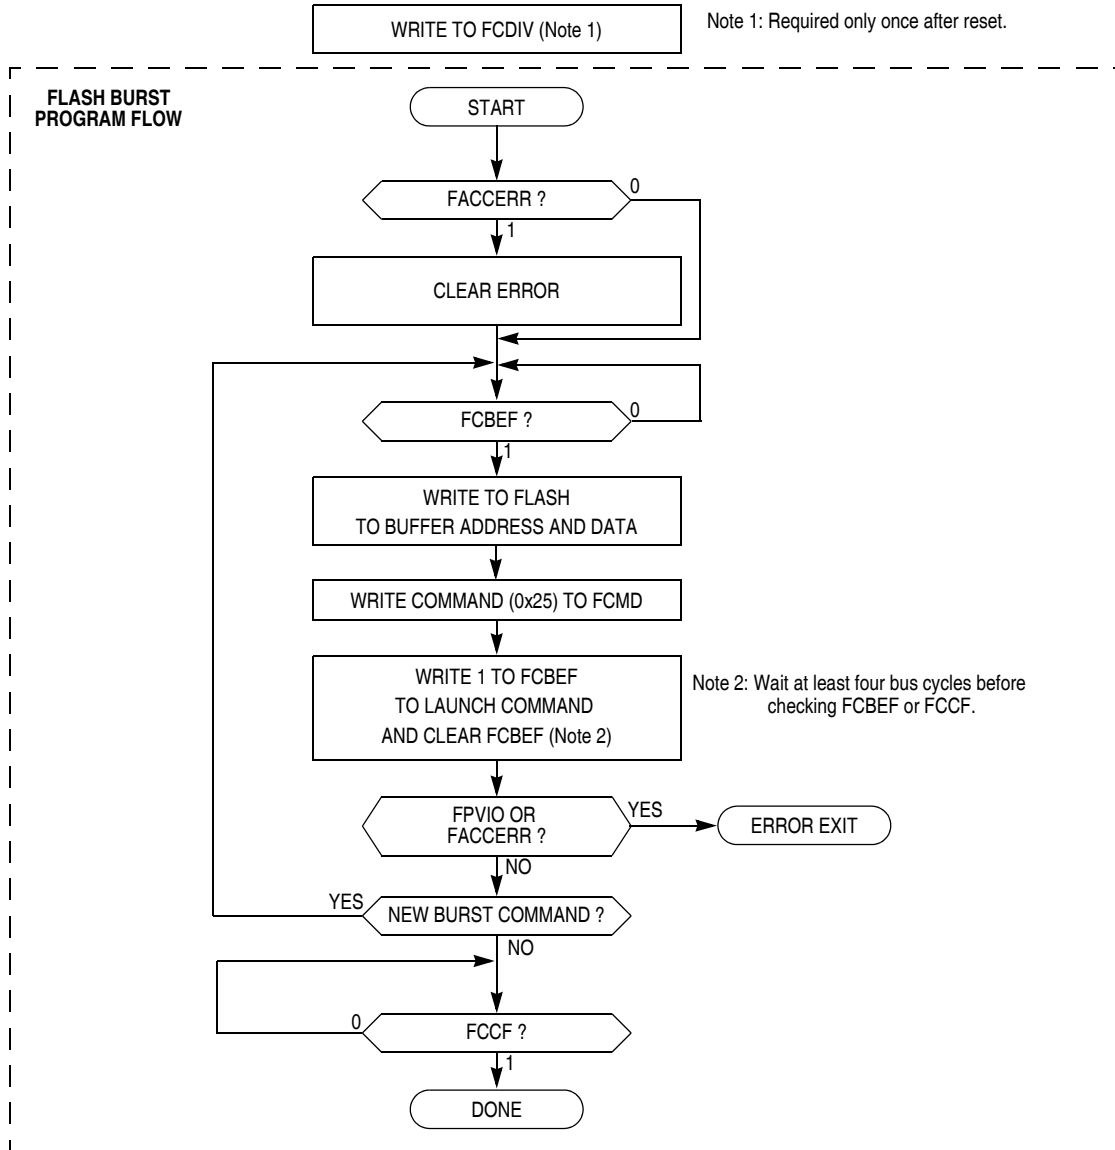 WRITE TO FCDIV (Note 1)
Note 1: Required only once after reset.
FLASH BURST
PROGRAM FLOW
START
FACCERR ?
0
1
CLEAR ERROR
FCBEF ?
0
1
WRITE TO FLASH
TO BUFFER ADDRESS AND DATA
WRITE COMMAND (0x25) TO FCMD
WRITE 1 TO FCBEF
TO LAUNCH COMMAND
AND CLEAR FCBEF (Note 2)
Note 2: Wait at least four bus cycles before
checking FCBEF or FCCF.
FPVIO OR
FACCERR ?
YES
ERROR EXIT
NO
YES
NEW BURST COMMAND ?
NO
0
FCCF ?
1
DONE